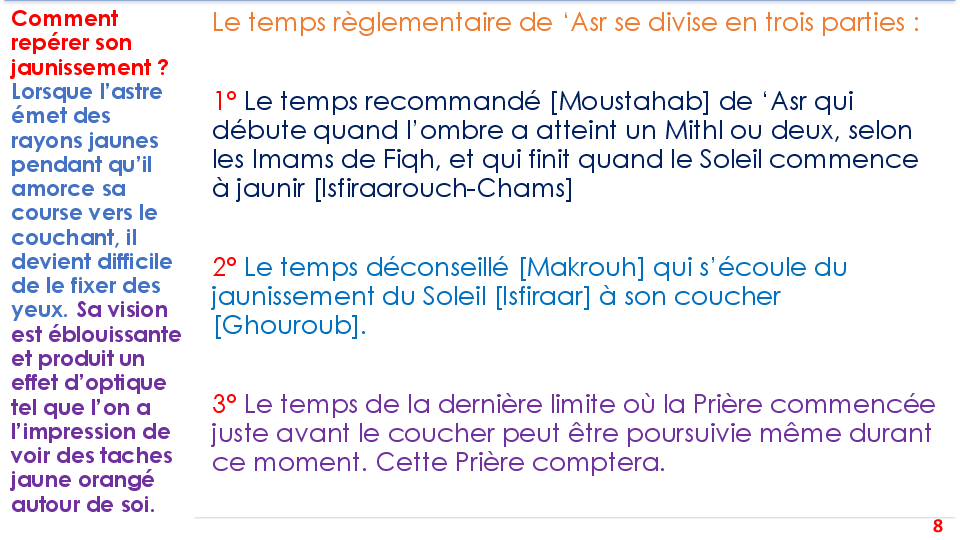 Comment
repérer son
jaunissement ?
Lorsque l’astre
émet des
rayons jaunes
pendant qu’il
amorce sa
course vers le
couchant, il
devient difficile
de le fixer des
yeux. Sa vision
est éblouissante
et produit un
effet d’optique
tel que l’on a
l’impression de
voir des taches
jaune orangé
autour de soi.
Le temps règlementaire de ‘Asr se divise en trois parties :
1° Le temps recommandé [Moustahab] de ‘Asr qui
débute quand l’ombre a atteint un Mithl ou deux, selon
les Imams de Fiqh, et qui finit quand le Soleil commence
à jaunir [Isfiraarouch-Chams]
2° Le temps déconseillé [Makrouh] qui s’écoule du
jaunissement du Soleil [Isfiraar] à son coucher
[Ghouroub].
3° Le temps de la dernière limite où la Prière commencée
juste avant le coucher peut être poursuivie même durant
ce moment. Cette Prière comptera.
8